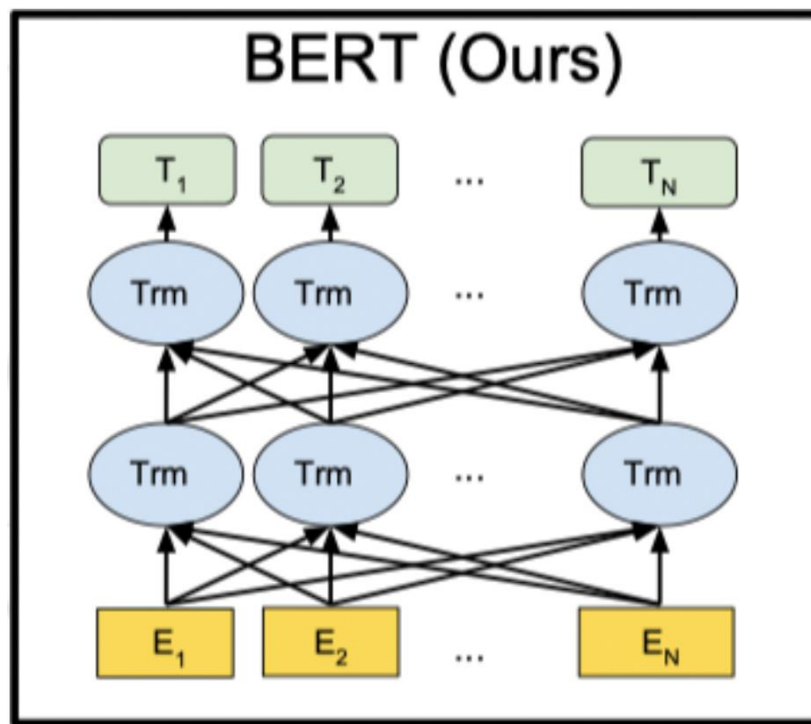 BERT (Ours)
T1 T2 ... TN
Trm Trm ... Trm
Trm Trm ... Trm
E1 E2 ... EN